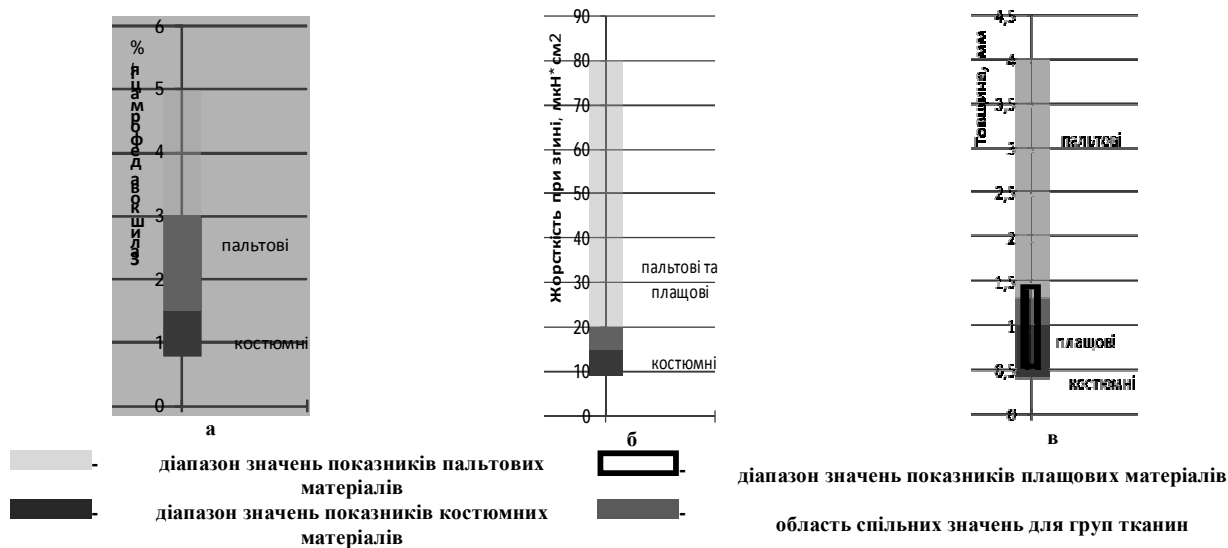 6
%
5
4
3
2
1
0
Залишкова деформація,
пальтові
костюмні
а
90
80
70
60
50
40
30
20
10
0
Жорсткість при згині, мкН*см2
пальтові та
плащові
костюмні
б
4,5
4
3,5
3
2,5
2
1,5
1
0,5
0
Товщина, мм
пальтові
плащові
костюмні
в
- діапазон значень показників пальтових
матеріалів
- діапазон значень показників плащових матеріалів
- діапазон значень показників костюмних
матеріалів
- область спільних значень для груп тканин